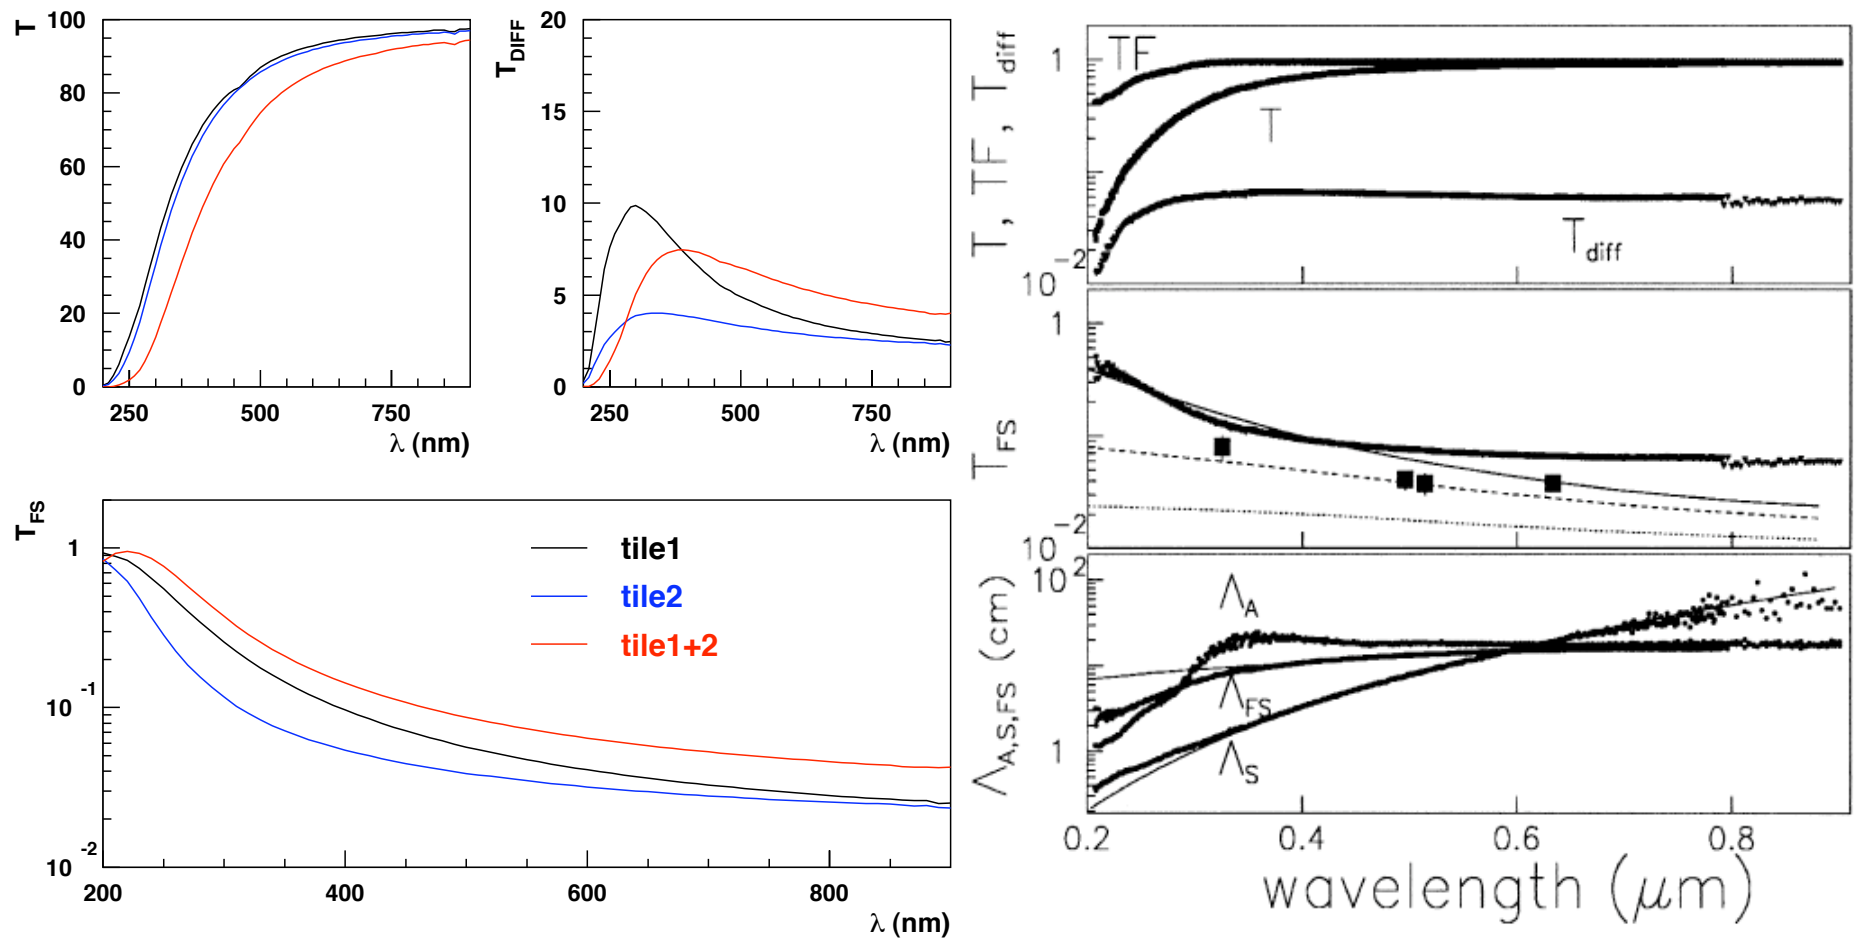 T
100
80
60
40
20
0
250
500
750
λ (nm)
T_DIFF
20
15
10
5
0
250
500
750
λ (nm)
T_FS
1
10^-1
10^-2
tile1
tile2
tile1+2
200
400
600
800
λ (nm)
T, TF, T_diff
1
10^-2
TF
T
T_diff
T_FS
1
10^-2
Λ_A,S,FS (cm)
10^2
1
Λ_A
Λ_FS
Λ_S
0.2
0.4
0.6
0.8
wavelength (μm)